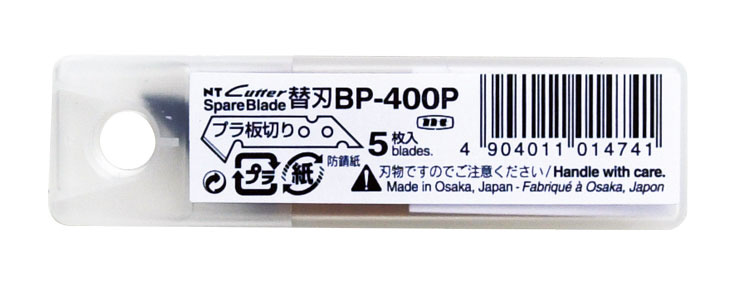 NT Cutter
Spare Blade 替刃 BP-400P
プラ板切り
5枚入
blades.
4 904011 014741
プラ
紙
防錆紙
刃物ですのでご注意ください/Handle with care.
Made in Osaka, Japan - Fabriqué à Osaka, Japon